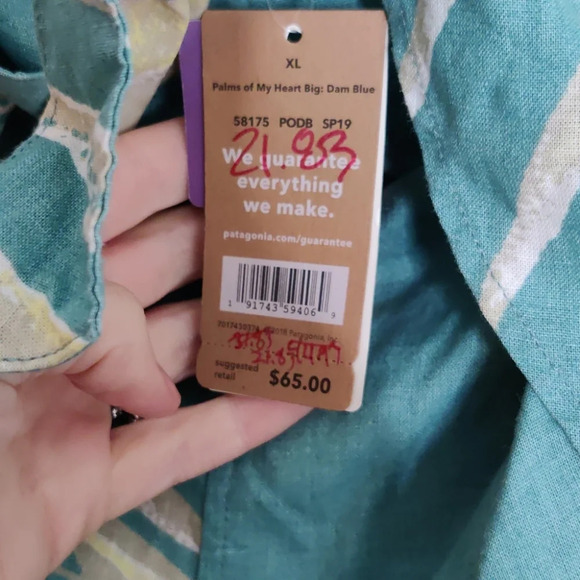 XL
Palms of My Heart Big: Dam Blue
58175 PODB SP19
21.853
We guarantee
everything
we make.
patagonia.com/guarantee
1 91743 59406 9
suggested
retail $65.00